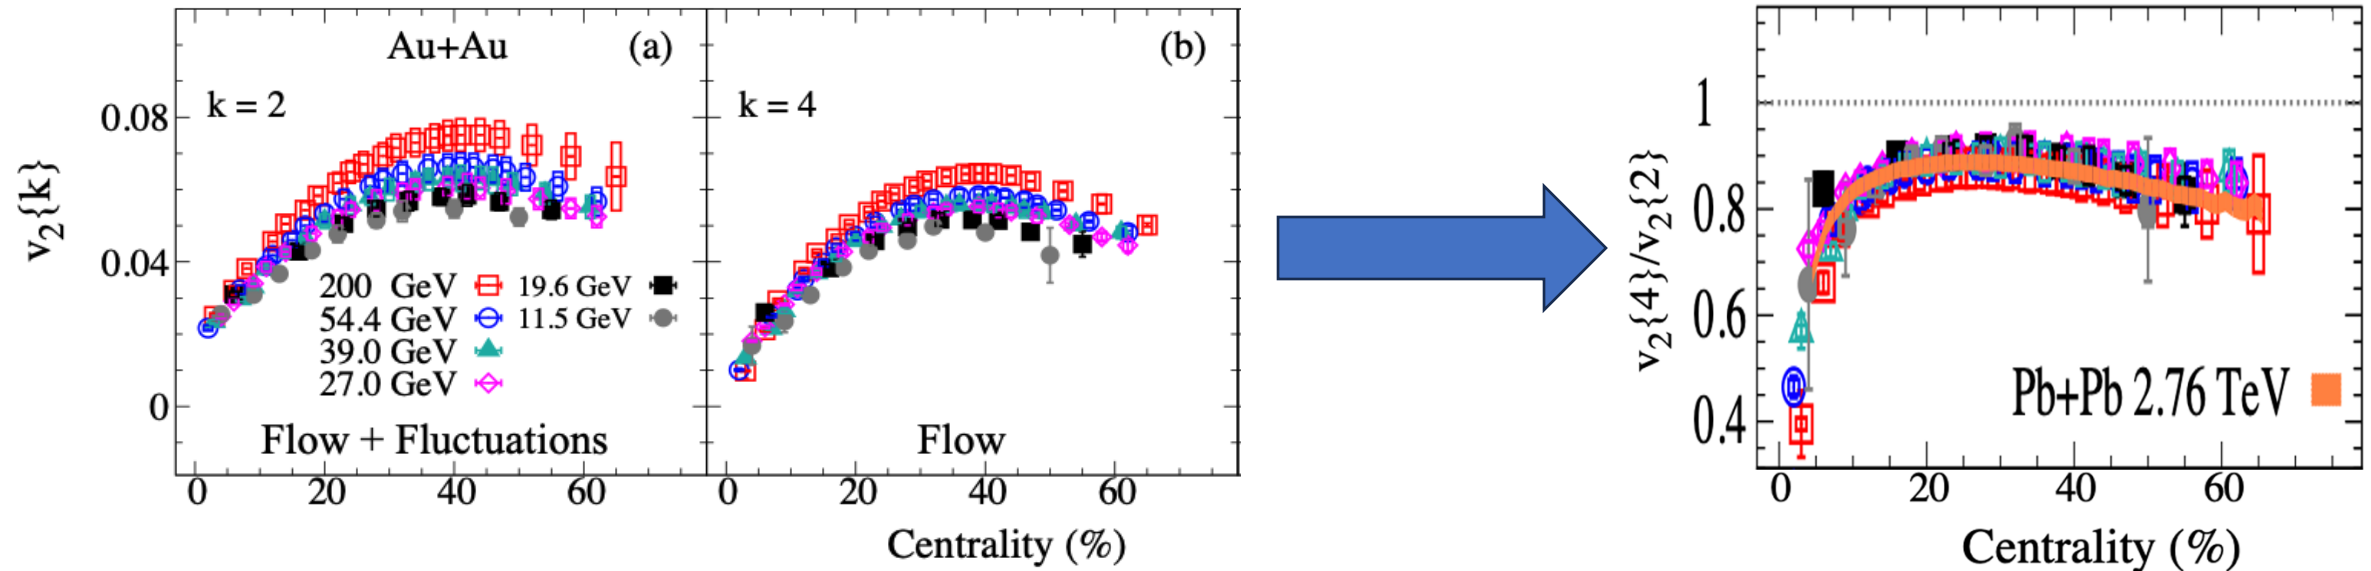 Au+Au
(a)
(b)
k = 2
k = 4
v2{k}
0.08
0.04
0
200 GeV
54.4 GeV
39.0 GeV
27.0 GeV
19.6 GeV
11.5 GeV
Flow + Fluctuations
Flow
0 20 40 60
0 20 40 60
Centrality (%)
v2{4}/v2{2}
1
0.8
0.6
0.4
Pb+Pb 2.76 TeV
0 20 40 60
Centrality (%)